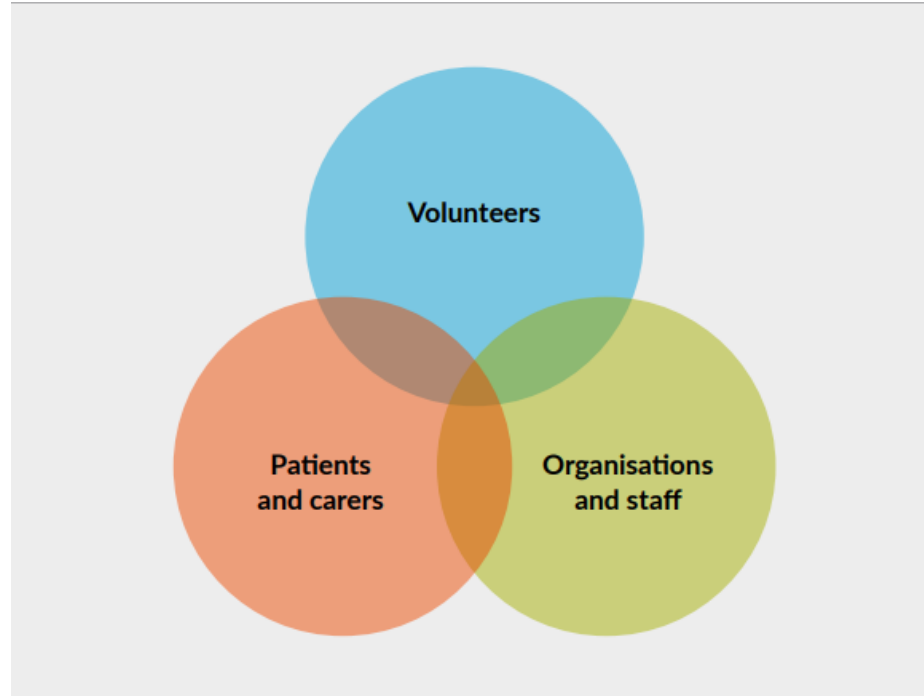 Volunteers
Patients
and carers
Organisations
and staff